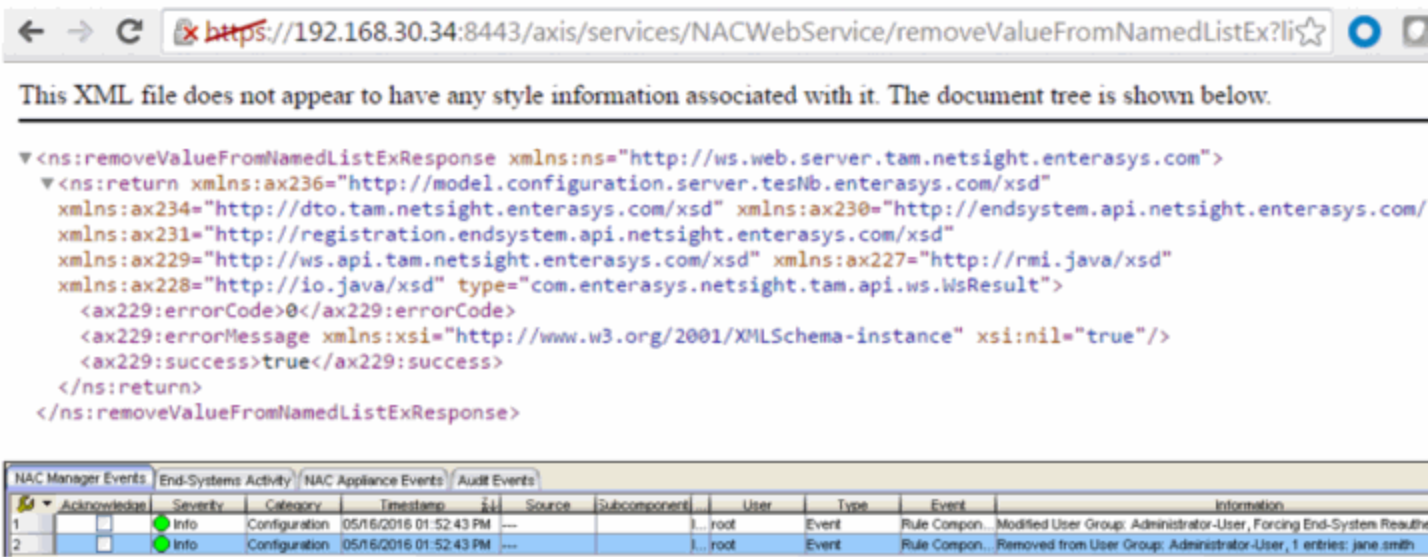 https://192.168.30.34:8443/axis/services/NACWebService/removeValueFromNamedListEx?li
This XML file does not appear to have any style information associated with it. The document tree is shown below.
▼<ns:removeValueFromNamedListExResponse xmlns:ns="http://ws.web.server.tam.netsight.enterasys.com">
▼<ns:return xmlns:ax236="http://model.configuration.server.tesNb.enterasys.com/xsd"
xmlns:ax234="http://dto.tam.netsight.enterasys.com/xsd" xmlns:ax230="http://endsystem.api.netsight.enterasys.com/
xmlns:ax231="http://registration.endsystem.api.netsight.enterasys.com/xsd"
xmlns:ax229="http://ws.api.tam.netsight.enterasys.com/xsd" xmlns:ax227="http://rmi.java/xsd"
xmlns:ax228="http://io.java/xsd" type="com.enterasys.netsight.tam.api.ws.WsResult">
<ax229:errorCode>0</ax229:errorCode>
<ax229:errorMessage xmlns:xsi="http://www.w3.org/2001/XMLSchema-instance" xsi:nil="true"/>
<ax229:success>true</ax229:success>
</ns:return>
</ns:removeValueFromNamedListExResponse>
NAC Manager Events End-Systems Activity NAC Appliance Events Audit Events
Acknowledge Severity Category Timestamp Source Subcomponent ... User Type Event Information
1 Info Configuration 05/16/2016 01:52:43 PM --- I... root Event Rule Compon... Modified User Group: Administrator-User, Forcing End-System Reauthe
2 Info Configuration 05/16/2016 01:52:43 PM --- I... root Event Rule Compon... Removed from User Group: Administrator-User, 1 entries: jane.smith